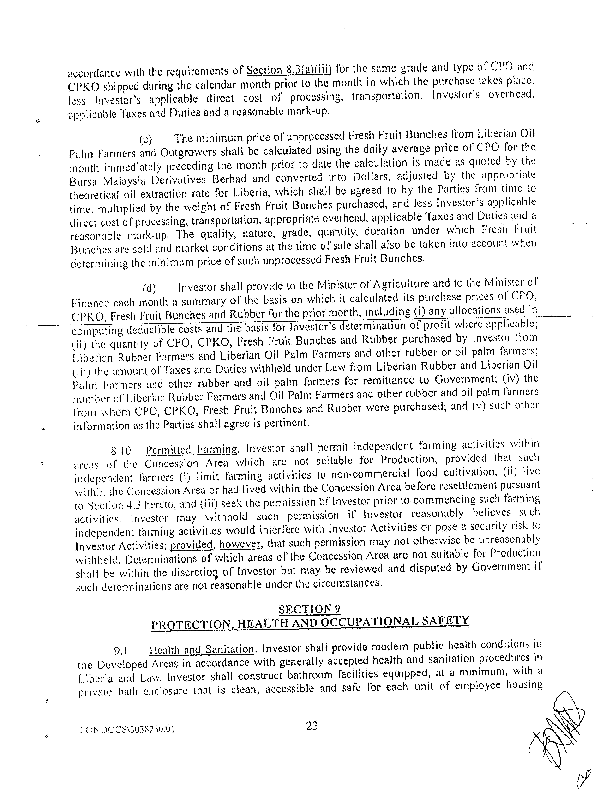 accordance with the requirements of Section 8.3(a)(iii) for the same grade and type of CPO and
CPKO shipped during the calendar month prior to the month in which the purchase takes place,
less Investor's applicable direct cost of processing, transportation, Investor's overhead,
applicable Taxes and Duties and a reasonable mark-up.
(c) The minimum price of unprocessed Fresh Fruit Bunches from Liberian Oil
Palm Farmers and Outgrowers shall be calculated using the daily average price of CPO for the
month immediately preceding the month prior to date the calculation is made as quoted by the
Bursa Malaysia Derivatives Berhad and converted into Dollars, adjusted by the appropriate
theoretical oil extraction rate for Liberia, which shall be agreed to by the Parties from time to
time, multiplied by the weight of Fresh Fruit Bunches purchased, and less Investor's applicable
direct cost of processing, transportation, appropriate overhead, applicable Taxes and Duties and a
reasonable mark-up. The quality, nature, grade, quantity, duration under which Fresh Fruit
Bunches are sold and market conditions at the time of sale shall also be taken into account when
determining the minimum price of such unprocessed Fresh Fruit Bunches.
(d) Investor shall provide to the Minister of Agriculture and to the Minister of
Finance each month a summary of the basis on which it calculated its purchase prices of CPO,
CPKO, Fresh Fruit Bunches and Rubber for the prior month, including (i) any allocations used in
computing deductible costs and the basis for Investor's determination of profit where applicable;
(ii) the quantity of CPO, CPKO, Fresh Fruit Bunches and Rubber purchased by Investor from
Liberian Rubber Farmers and Liberian Oil Palm Farmers and other rubber or oil palm farmers;
(iii) the amount of Taxes and Duties withheld under Law from Liberian Rubber and Liberian Oil
Palm Farmers and other rubber and oil palm farmers for remittance to Government; (iv) the
number of Liberian Rubber Farmers and Oil Palm Farmers and other rubber and oil palm farmers
from whom CPO, CPKO, Fresh Fruit Bunches and Rubber were purchased; and (v) such other
information as the Parties shall agree is pertinent.
8.10 Permitted Farming. Investor shall permit independent farming activities within
areas of the Concession Area which are not suitable for Production, provided that such
independent farmers (i) limit farming activities to non-commercial food cultivation, (ii) live
within the Concession Area or had lived within the Concession Area before resettlement pursuant
to Section 4.3 hereto, and (iii) seek the permission of Investor prior to commencing such farming
activities. Investor may withhold such permission if Investor reasonably believes such
independent farming activities would interfere with Investor Activities or pose a security risk to
Investor Activities; provided, however, that such permission may not otherwise be unreasonably
withheld. Determinations of which areas of the Concession Area are not suitable for Production
shall be within the discretion of Investor but may be reviewed and disputed by Government if
such determinations are not reasonable under the circumstances.
SECTION 9
PROTECTION, HEALTH AND OCCUPATIONAL SAFETY
9.1 Health and Sanitation. Investor shall provide modern public health conditions in
the Developed Areas in accordance with generally accepted health and sanitation procedures in
Liberia and Law. Investor shall construct bathroom facilities equipped, at a minimum, with a
private bath enclosure that is clean, accessible and safe for each unit of employee housing
22